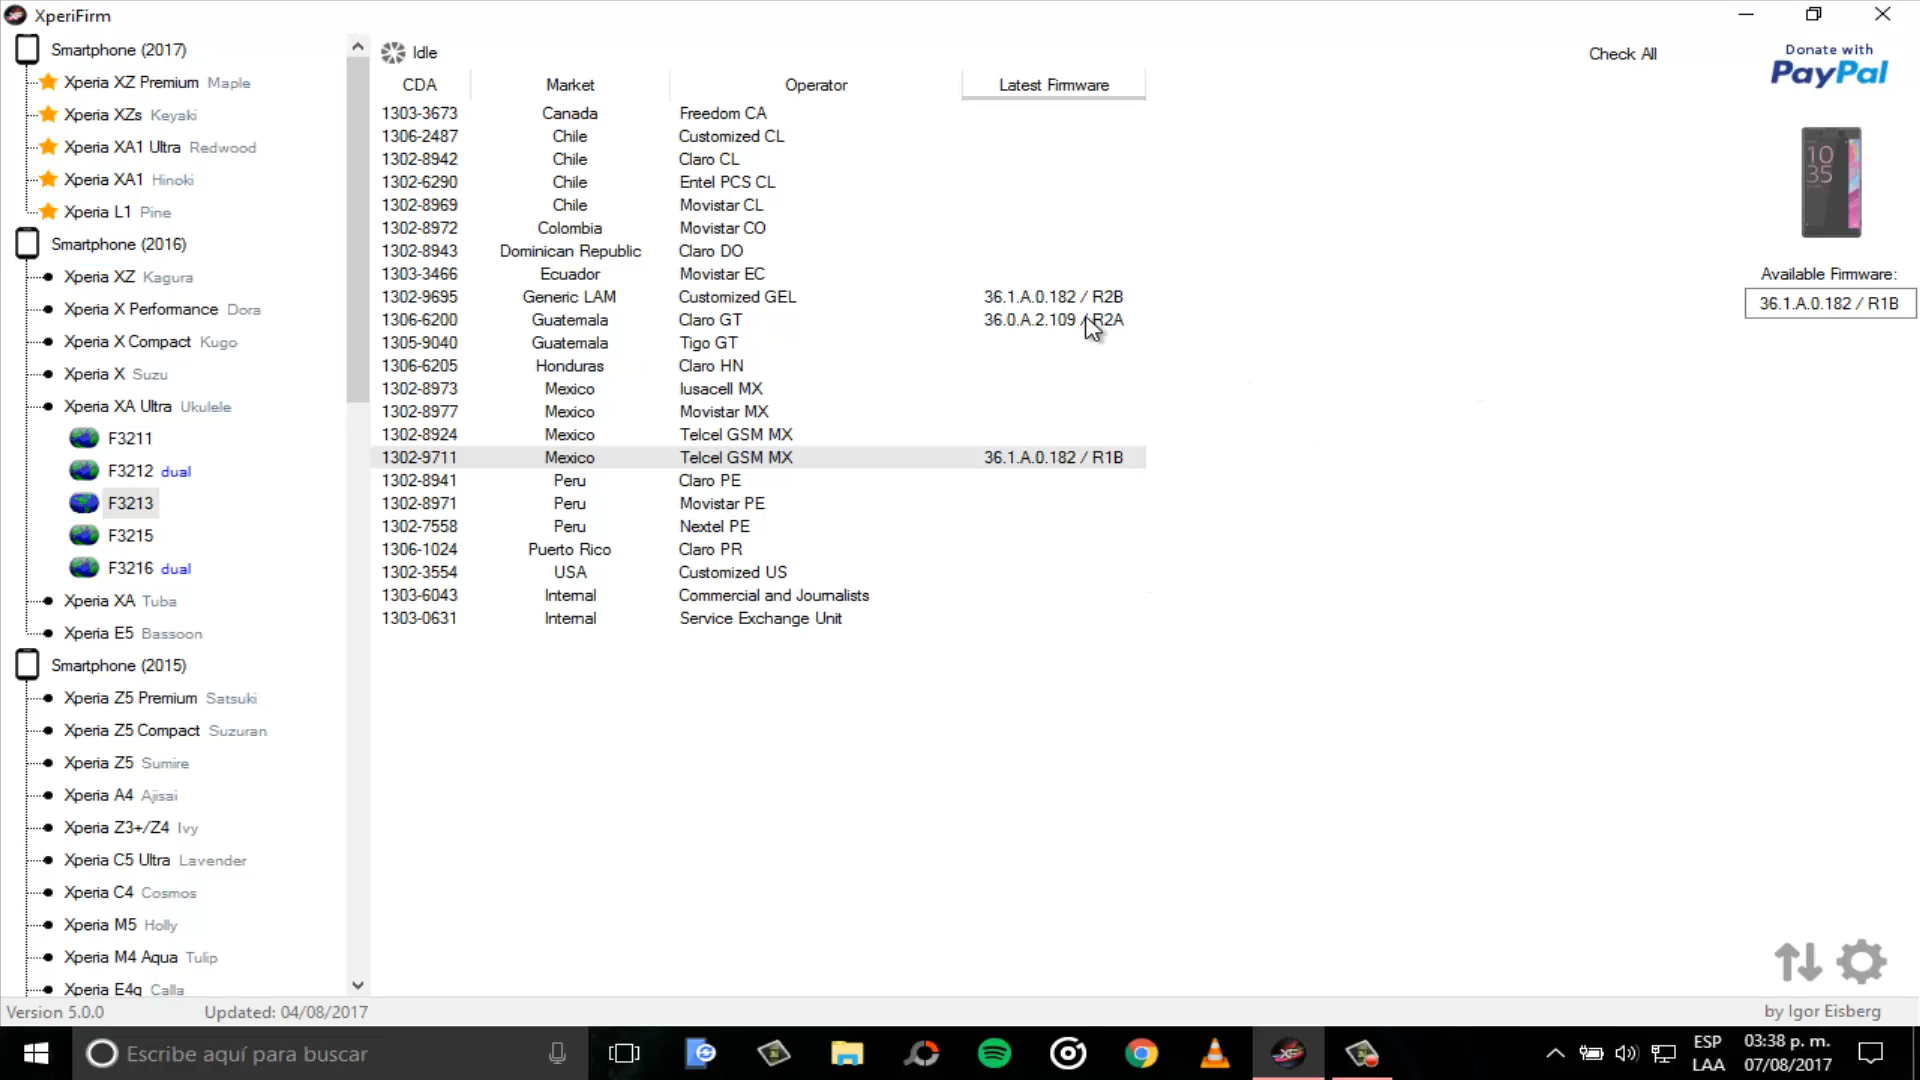 XperiFirm
Smartphone (2017)
Xperia XZ Premium Maple
Xperia XZs Keyaki
Xperia XA1 Ultra Redwood
Xperia XA1 Hinoki
Xperia L1 Pine
Smartphone (2016)
Xperia XZ Kagura
Xperia X Performance Dora
Xperia X Compact Kugo
Xperia X Suzu
Xperia XA Ultra Ukulele
F3211
F3212 dual
F3213
F3215
F3216 dual
Xperia XA Tuba
Xperia E5 Bassoon
Smartphone (2015)
Xperia Z5 Premium Satsuki
Xperia Z5 Compact Suzuran
Xperia Z5 Sumire
Xperia A4 Ajisai
Xperia Z3+/Z4 Ivy
Xperia C5 Ultra Lavender
Xperia C4 Cosmos
Xperia M5 Holly
Xperia M4 Aqua Tulip
Xperia E4g Calla
Idle
Check All
CDA Market Operator Latest Firmware
1303-3673 Canada Freedom CA
1306-2487 Chile Customized CL
1302-8942 Chile Claro CL
1302-6290 Chile Entel PCS CL
1302-8969 Chile Movistar CL
1302-8972 Colombia Movistar CO
1302-8943 Dominican Republic Claro DO
1303-3466 Ecuador Movistar EC
1302-9695 Generic LAM Customized GEL 36.1.A.0.182 / R2B
1306-6200 Guatemala Claro GT 36.0.A.2.109 / R2A
1305-9040 Guatemala Tigo GT
1306-6205 Honduras Claro HN
1302-8973 Mexico Iusacell MX
1302-8977 Mexico Movistar MX
1302-8924 Mexico Telcel GSM MX
1302-9711 Mexico Telcel GSM MX 36.1.A.0.182 / R1B
1302-8941 Peru Claro PE
1302-8971 Peru Movistar PE
1302-7558 Peru Nextel PE
1306-1024 Puerto Rico Claro PR
1302-3554 USA Customized US
1303-6043 Internal Commercial and Journalists
1303-0631 Internal Service Exchange Unit
Donate with
PayPal
10
35
Available Firmware:
36.1.A.0.182 / R1B
Version 5.0.0
Updated: 04/08/2017
by Igor Eisberg
Escribe aquí para buscar
XF
ESP
LAA
03:38 p. m.
07/08/2017